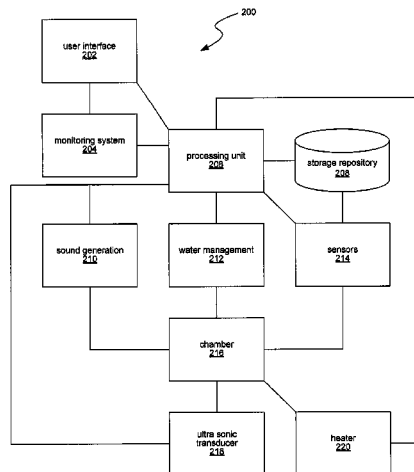 200
user interface
202
monitoring system
204
processing unit
208
storage repository
208
sound generation
210
water management
212
sensors
214
chamber
216
ultra sonic
transducer
218
heater
220